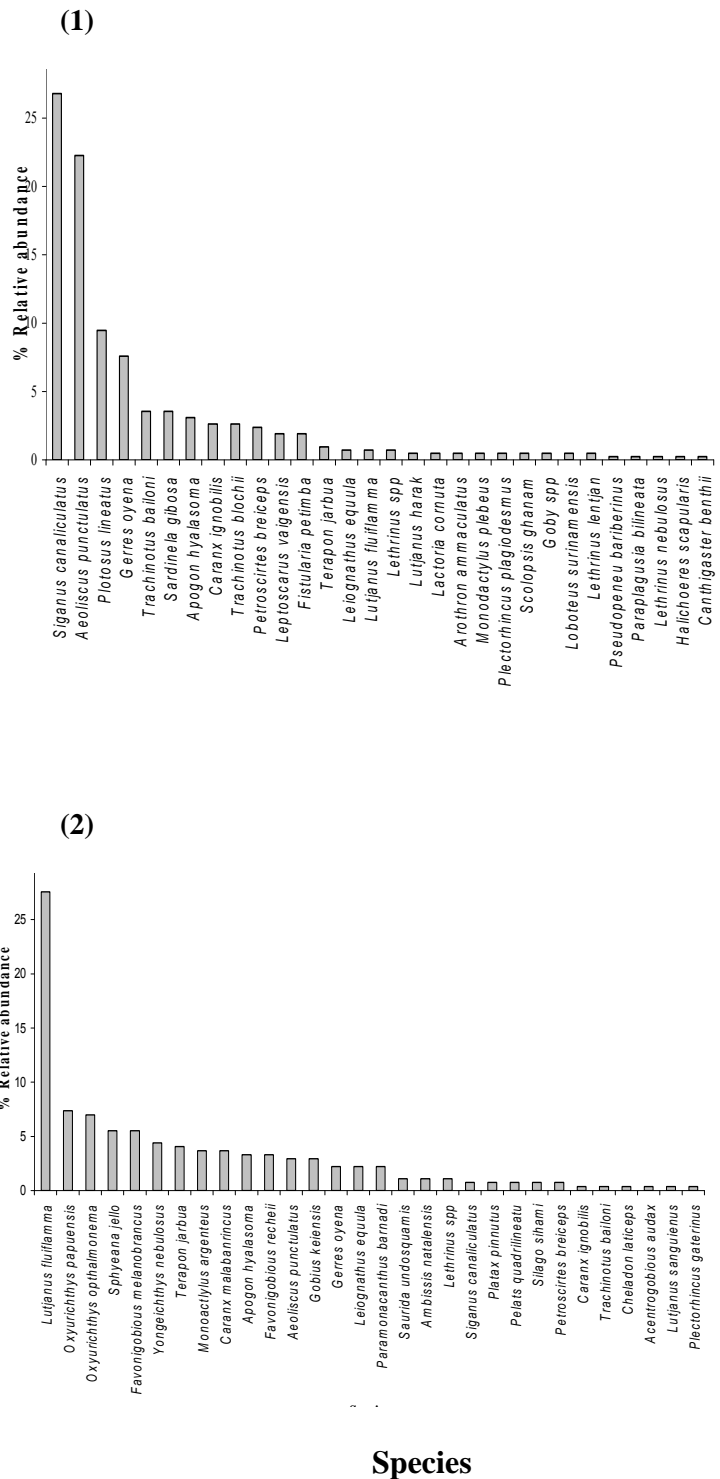 (1)
% Relative abundance
25
20
15
10
5
0
Siganus canaliculatus
Aeoliscus punctulatus
Plotosus lineatus
Gerres oyena
Trachinotus bailoni
Sardinela gibosa
Apogon hyalasoma
Caranx ignobilis
Trachinotus blochii
Petroscirtes breiceps
Leptoscarus vaigensis
Fistularia petimba
Terapon jarbua
Leiognathus equula
Lutjanus fluiflamma
Lethrinus spp
Lutjanus harak
Lactoria cornuta
Arothron ammaculatus
Monodactylus plebeus
Plectorhincus plagiodesmus
Scolopsis ghanam
Goby spp
Loboteus surinamensis
Lethrinus lentjan
Pseudopeneu bariberinus
Paraplagusia bilineata
Lethrinus nebulosus
Halichoeres scapularis
Canthigaster benthii
(2)
% Relative abundance
25
20
15
10
5
0
Lutjanus fluiflamma
Oxyurichthys papuensis
Oxyurichthys opthalmonema
Sphyeana jello
Favonigobious melanobrancus
Yongeichthys nebulosus
Terapon jarbua
Monoactlylus argenteus
Caranx malabanrincus
Apogon hyalasoma
Favonigobious recheii
Aeoliscus punctulatus
Gobius keiensis
Gerres oyena
Leiognathus equula
Paramonacanthus barnadi
Saurida undosquamis
Ambissis natalensis
Lethrinus spp
Siganus canaliculatus
Platax pinnutus
Pelats quadrilineatu
Silago sihami
Petroscirtes breiceps
Caranx ignobilis
Trachinotus bailoni
Cheladon laticeps
Acentrogobious audax
Lutjanus sanguienus
Plectorhincus gaterinus
Species